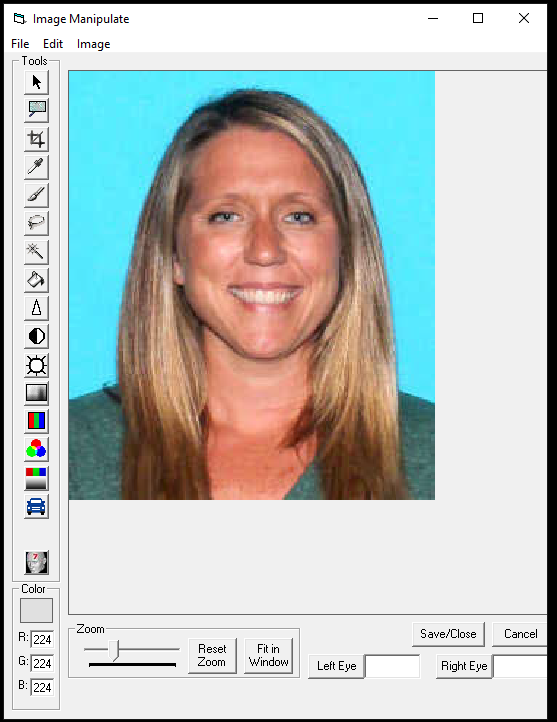 Image Manipulate
File Edit Image
Tools
7
Color
R: 224
G: 224
B: 224
Zoom
Reset Zoom
Fit in Window
Save/Close
Cancel
Left Eye
Right Eye